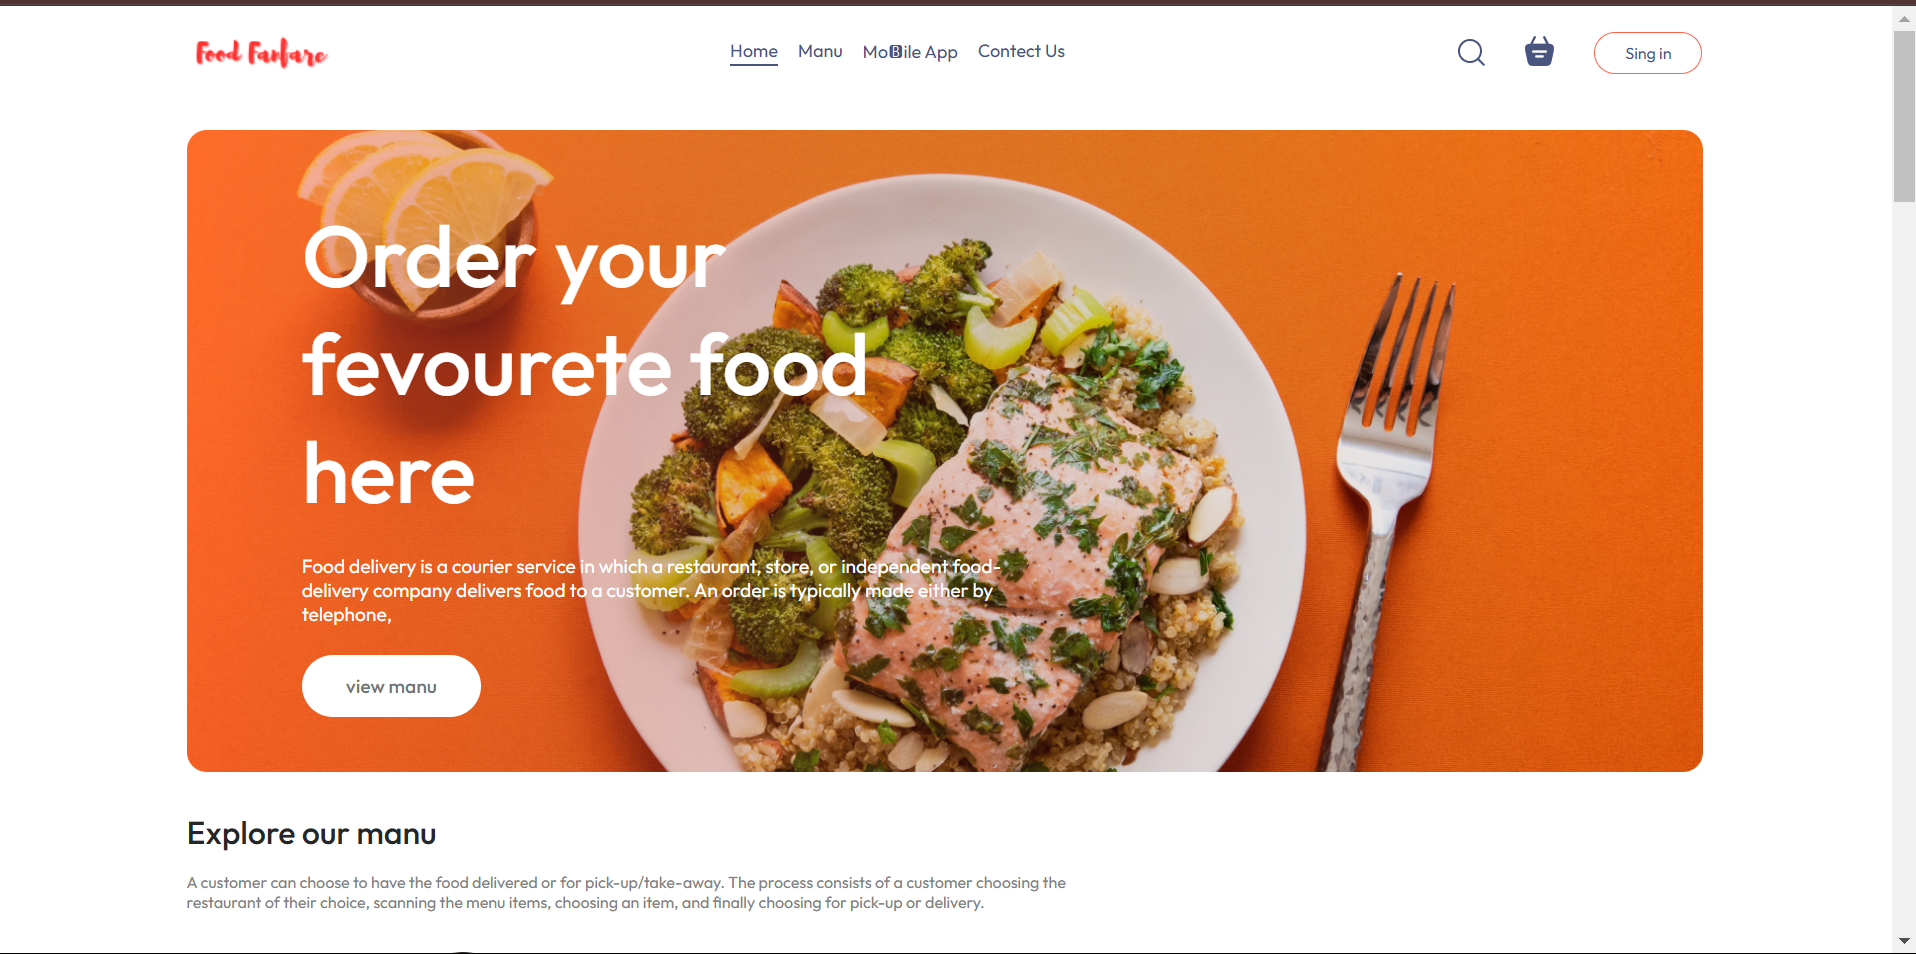 Food Fanfare
Home Manu Mo🅱ile App Contect Us
Sing in
Order your
fevourete food
here
Food delivery is a courier service in which a restaurant, store, or independent food-
delivery company delivers food to a customer. An order is typically made either by
telephone,
view manu
Explore our manu
A customer can choose to have the food delivered or for pick-up/take-away. The process consists of a customer choosing the
restaurant of their choice, scanning the menu items, choosing an item, and finally choosing for pick-up or delivery.